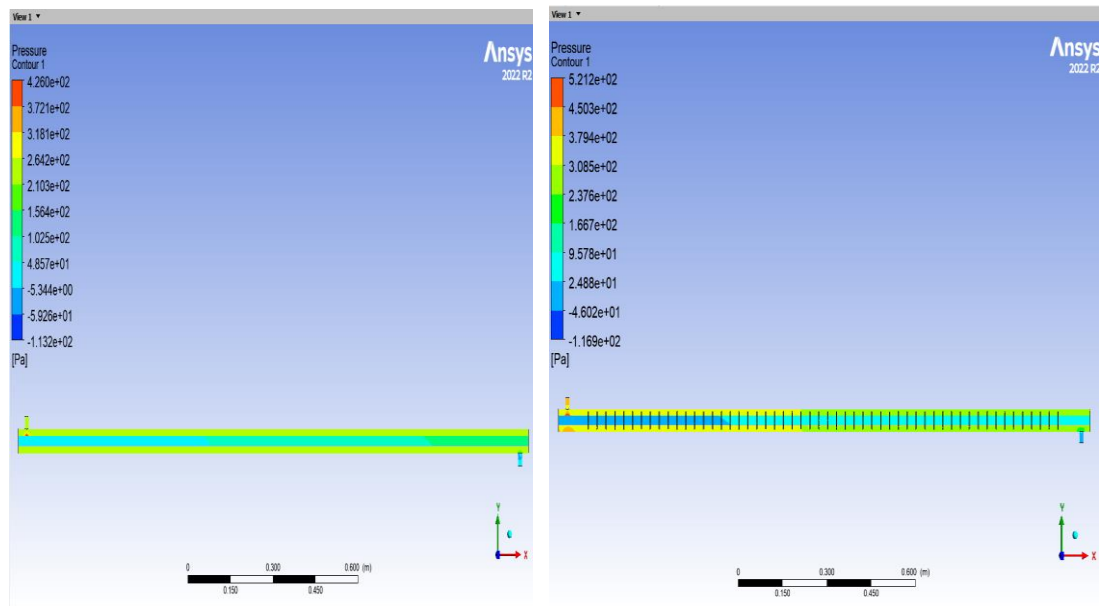 View 1 ▼
Pressure
Contour 1
4.260e+02
3.721e+02
3.181e+02
2.642e+02
2.103e+02
1.564e+02
1.025e+02
4.857e+01
-5.344e+00
-5.926e+01
-1.132e+02
[Pa]
Ansys
2022 R2
Y
X
0 0.300 0.600 (m)
0.150 0.450
View 1 ▼
Pressure
Contour 1
5.212e+02
4.503e+02
3.794e+02
3.085e+02
2.376e+02
1.667e+02
9.578e+01
2.488e+01
-4.602e+01
-1.169e+02
[Pa]
Ansys
2022 R2
Y
X
0 0.300 0.600 (m)
0.150 0.450